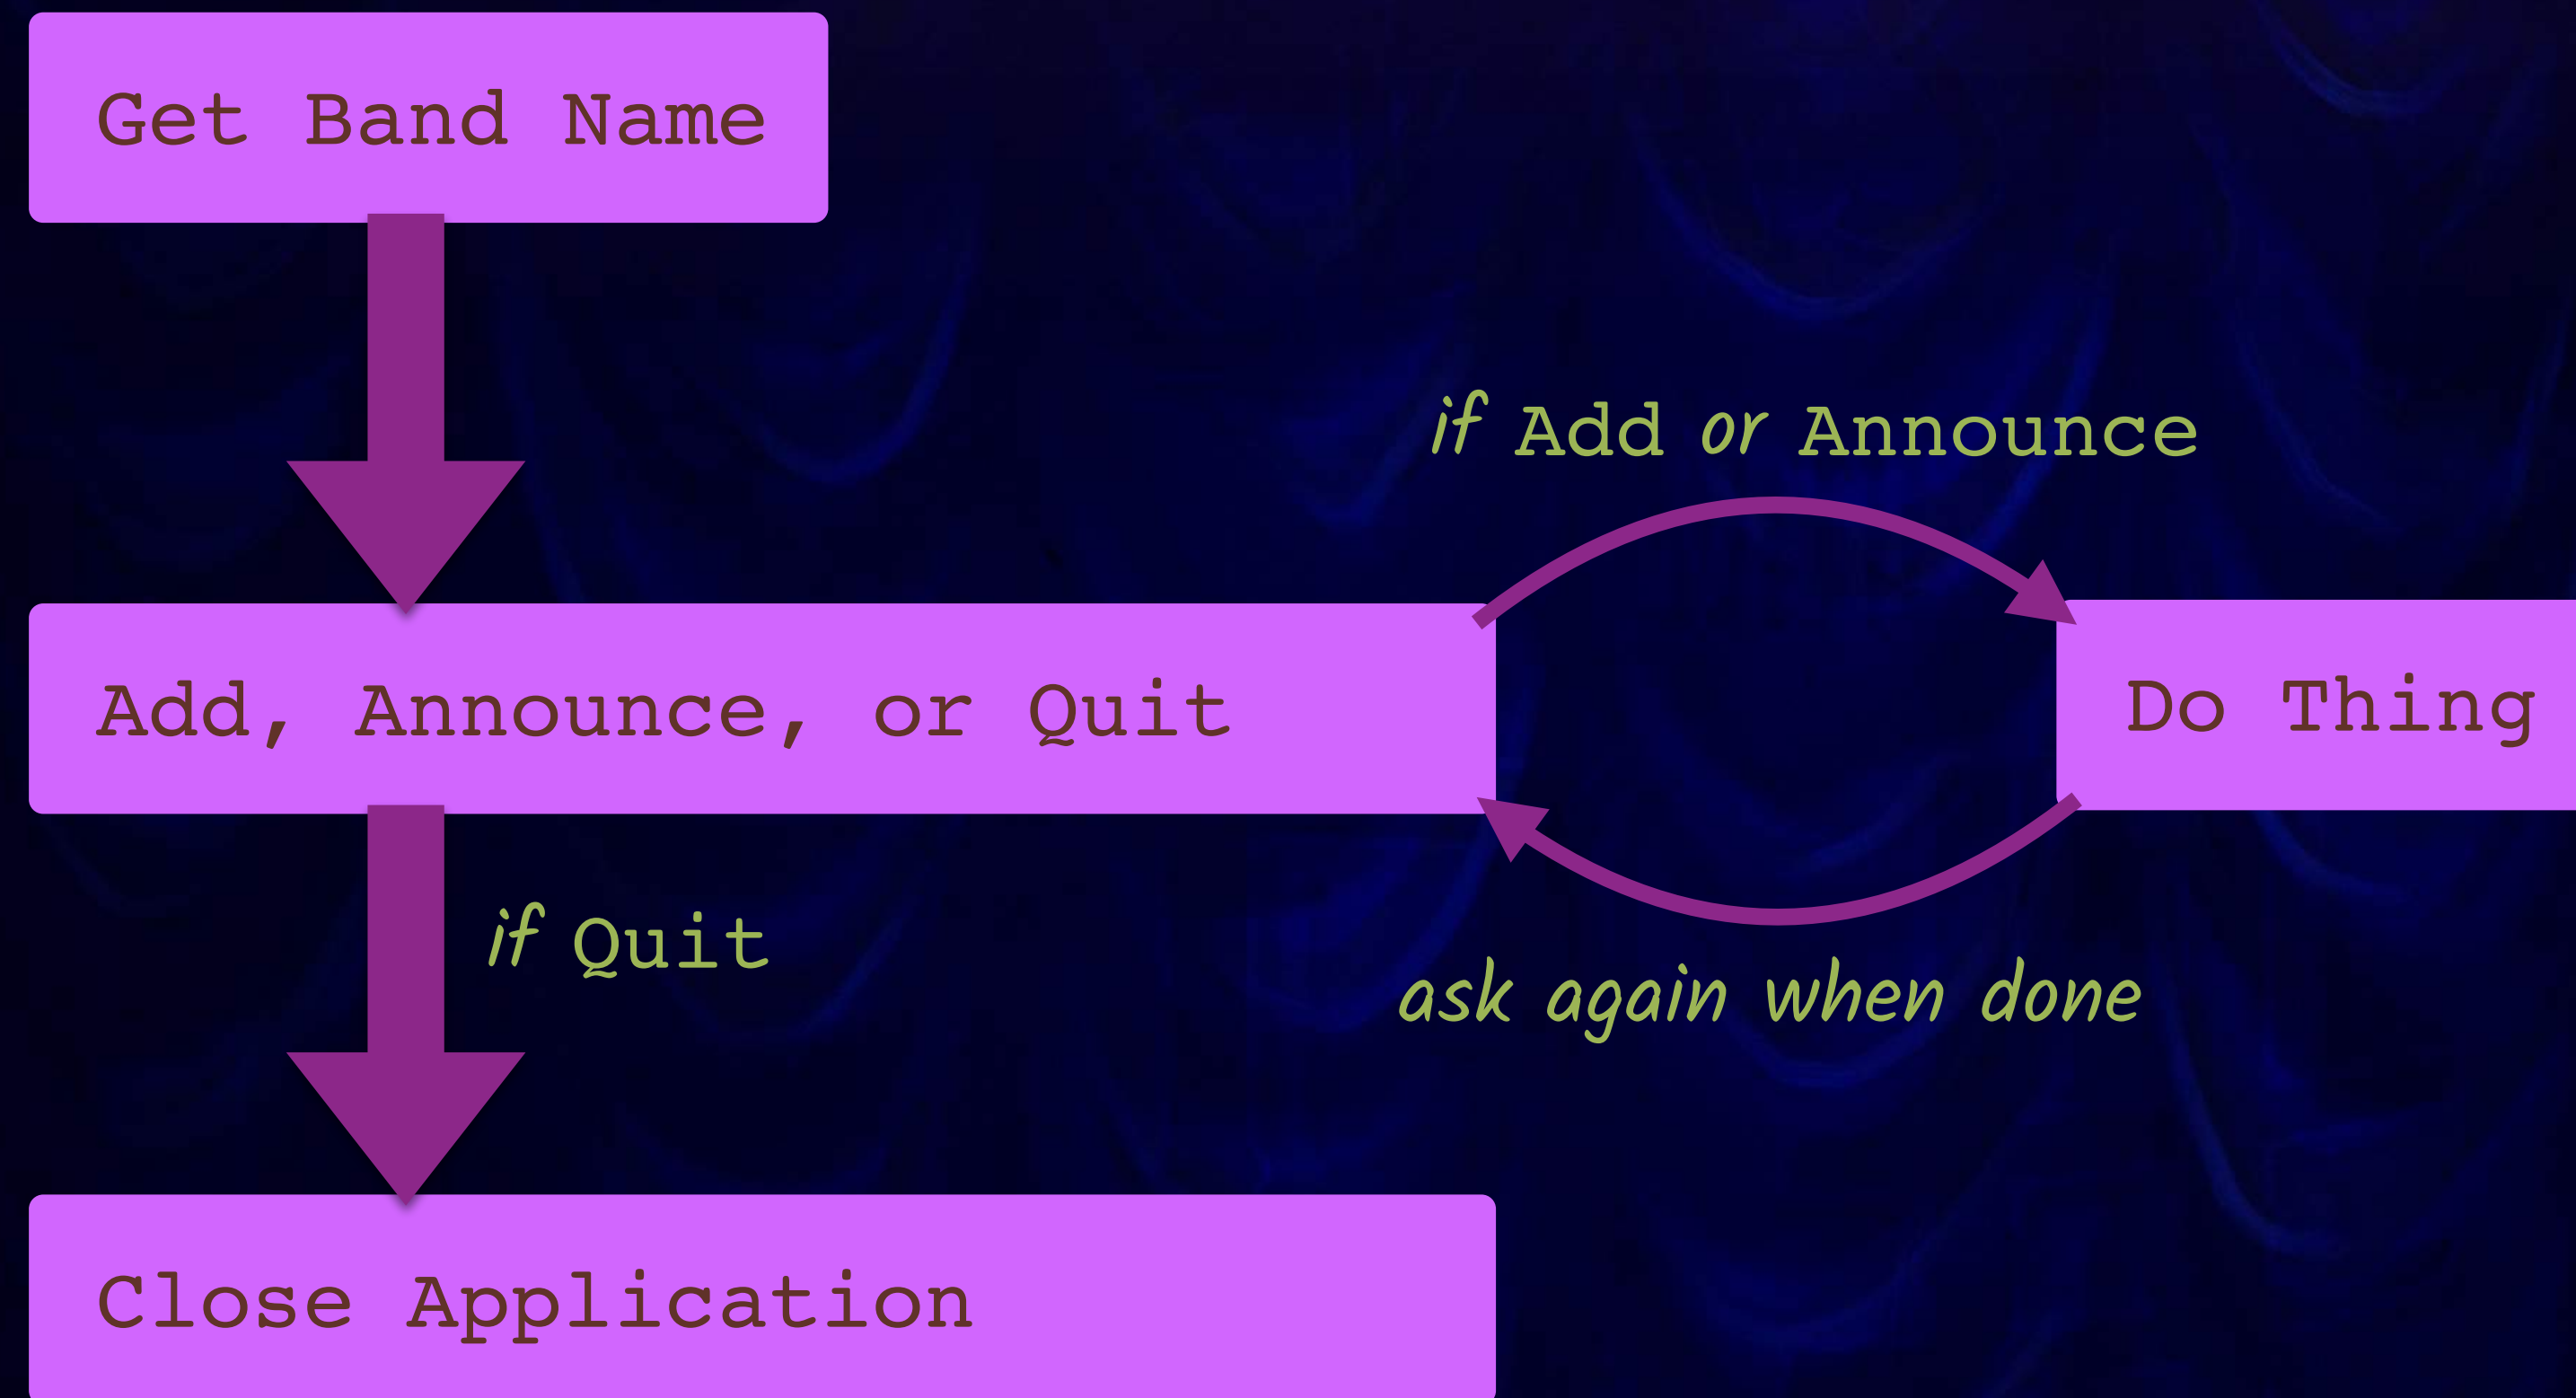 Get Band Name
if Add or Announce
Add, Announce, or Quit
Do Thing
if Quit
ask again when done
Close Application